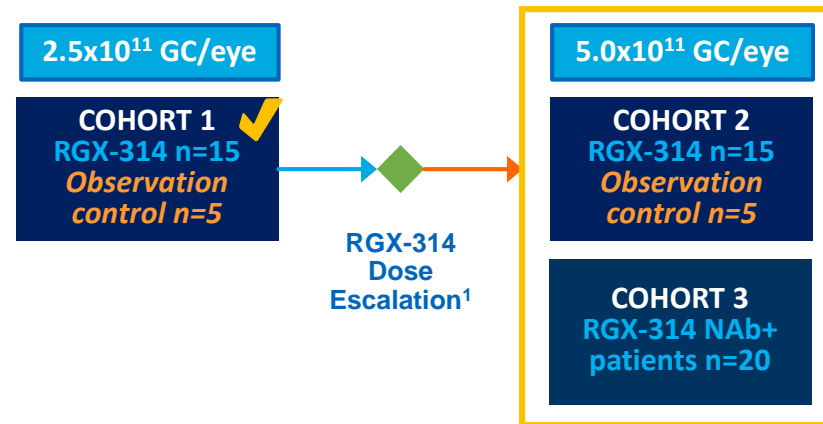 2.5x10¹¹ GC/eye
COHORT 1
RGX-314 n=15
Observation
control n=5
RGX-314
Dose
Escalation¹
5.0x10¹¹ GC/eye
COHORT 2
RGX-314 n=15
Observation
control n=5
COHORT 3
RGX-314 NAb+
patients n=20